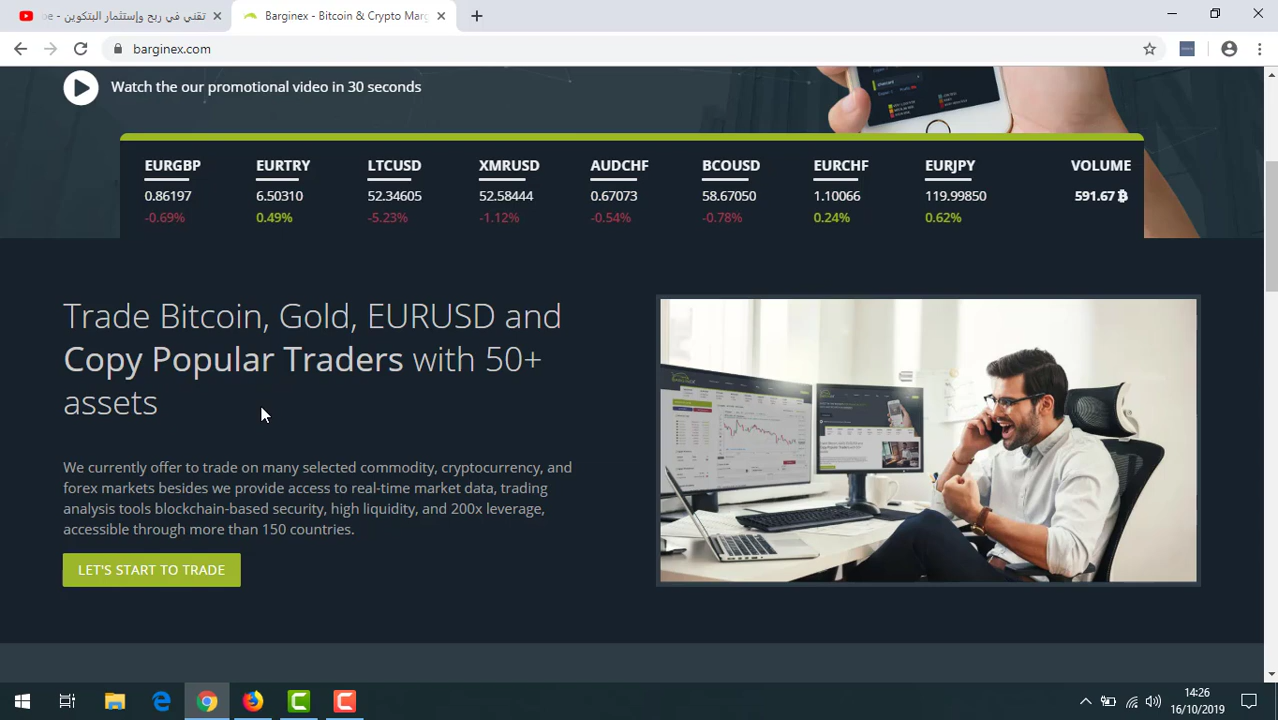 تقني في ربح وإستثمار البتكوين - be
Barginex - Bitcoin & Crypto Marg
barginex.com
Watch the our promotional video in 30 seconds
EURGBP EURTRY LTCUSD XMRUSD AUDCHF BCOUSD EURCHF EURJPY VOLUME
0.86197 6.50310 52.34605 52.58444 0.67073 58.67050 1.10066 119.99850 591.67
-0.69% 0.49% -5.23% -1.12% -0.54% -0.78% 0.24% 0.62%
Trade Bitcoin, Gold, EURUSD and
Copy Popular Traders with 50+
assets
We currently offer to trade on many selected commodity, cryptocurrency, and
forex markets besides we provide access to real-time market data, trading
analysis tools blockchain-based security, high liquidity, and 200x leverage,
accessible through more than 150 countries.
LET'S START TO TRADE
14:26
16/10/2019